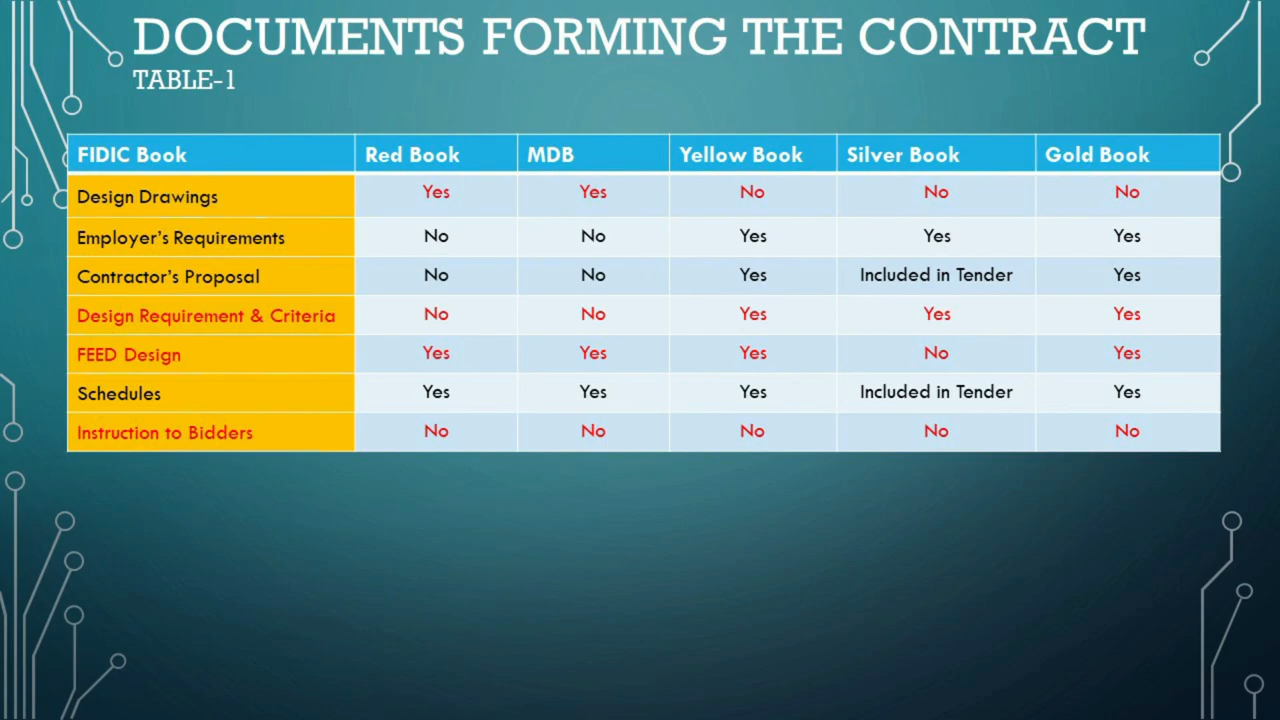 DOCUMENTS FORMING THE CONTRACT
TABLE-1
FIDIC Book Red Book MDB Yellow Book Silver Book Gold Book
Design Drawings Yes Yes No No No
Employer's Requirements No No Yes Yes Yes
Contractor's Proposal No No Yes Included in Tender Yes
Design Requirement & Criteria No No Yes Yes Yes
FEED Design Yes Yes Yes No Yes
Schedules Yes Yes Yes Included in Tender Yes
Instruction to Bidders No No No No No